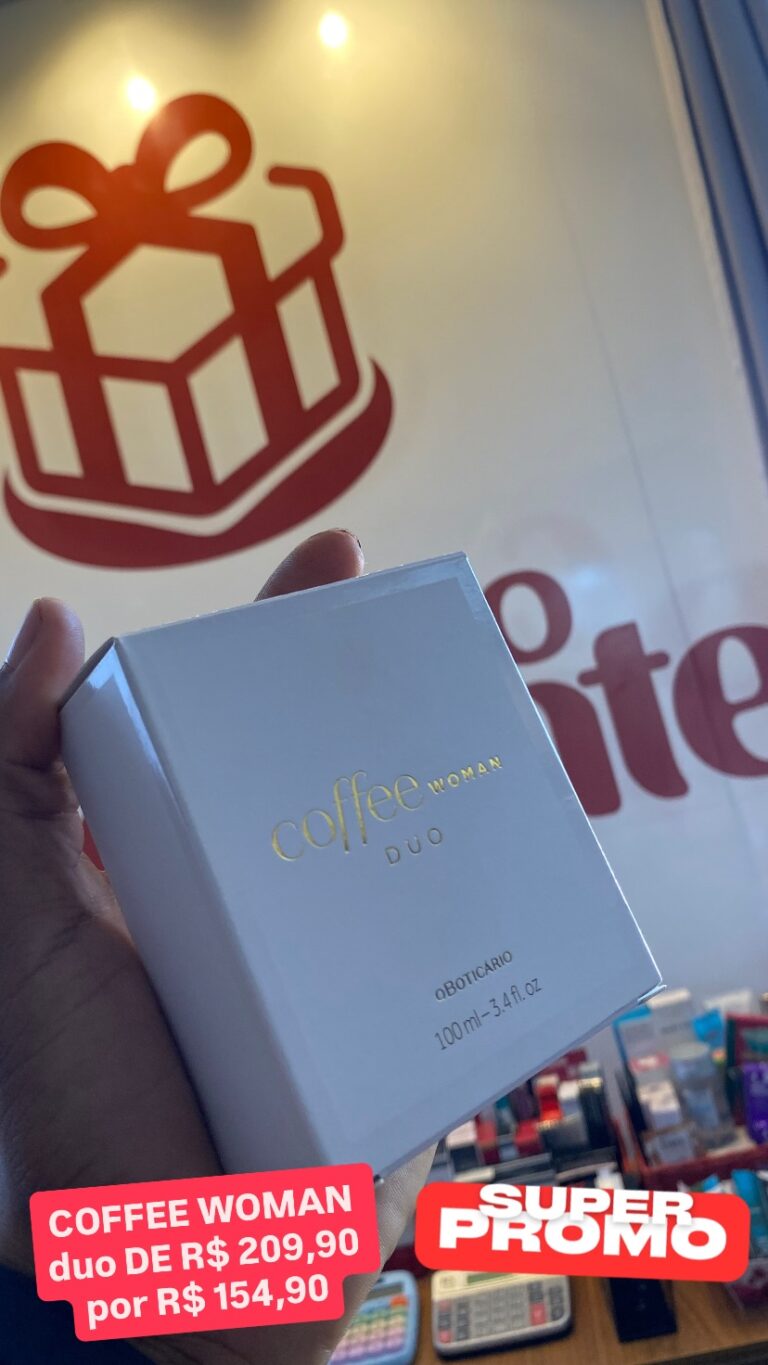 coffee WOMAN
DUO
oBOTICÁRIO
100 ml - 3.4 fl. oz
COFFEE WOMAN
duo DE R$ 209,90
por R$ 154,90
SUPER
PROMO